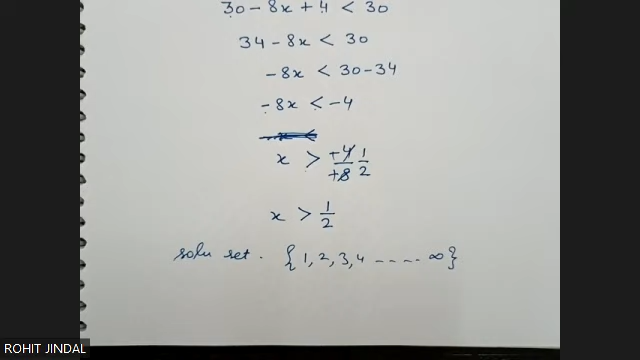 30 - 8x + 4 < 30
34 - 8x < 30
-8x < 30-34
-8x < -4
x > +4/+8 1/2
x > 1/2
solu set. {1, 2, 3, 4 ----.. ∞}
ROHIT JINDAL